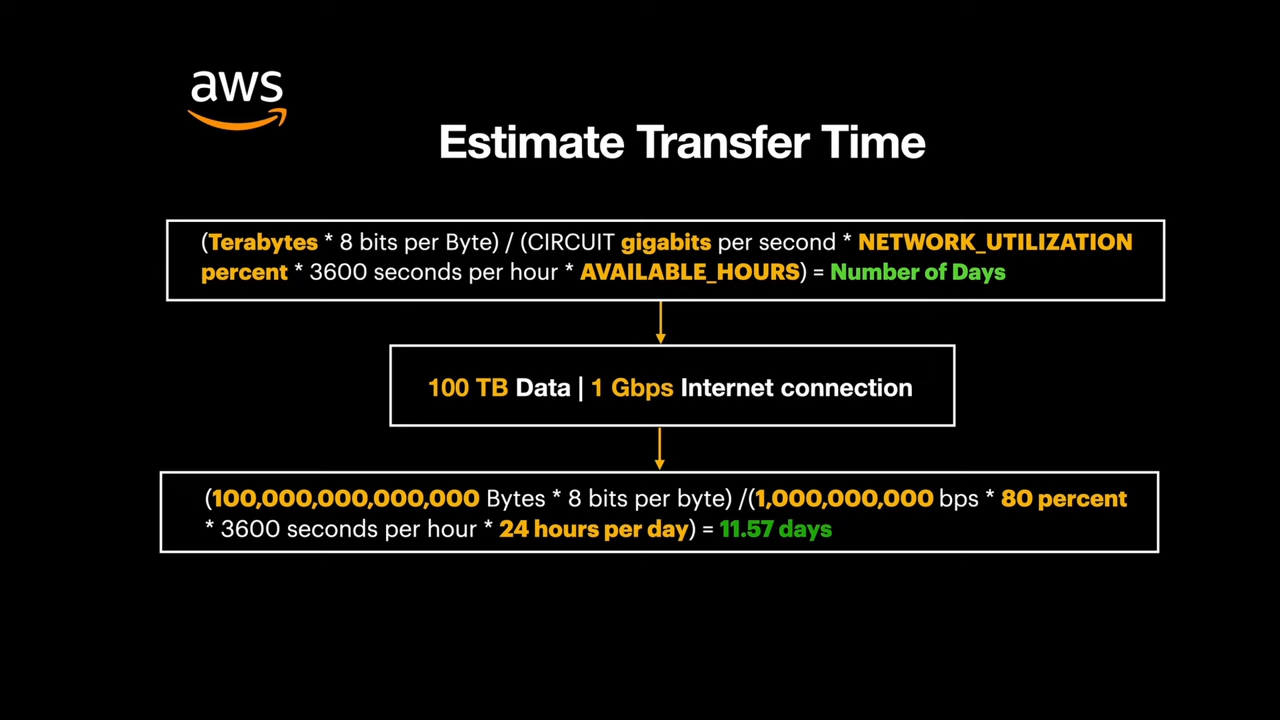 aws
Estimate Transfer Time
(Terabytes * 8 bits per Byte) / (CIRCUIT gigabits per second * NETWORK_UTILIZATION
percent * 3600 seconds per hour * AVAILABLE_HOURS) = Number of Days
100 TB Data | 1 Gbps Internet connection
(100,000,000,000,000 Bytes * 8 bits per byte) /(1,000,000,000 bps * 80 percent
* 3600 seconds per hour * 24 hours per day) = 11.57 days